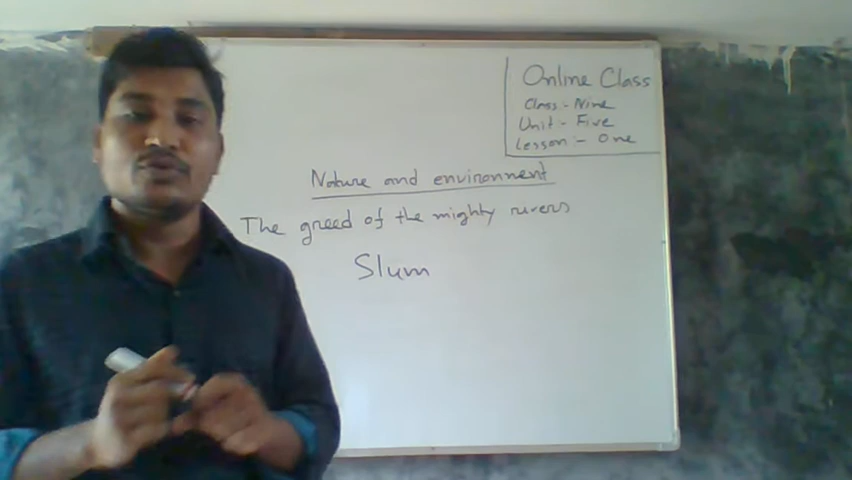 Online Class
Class - Nine
Unit - Five
Lesson - One
Nature and environment
The greed of the mighty rivers
Slum